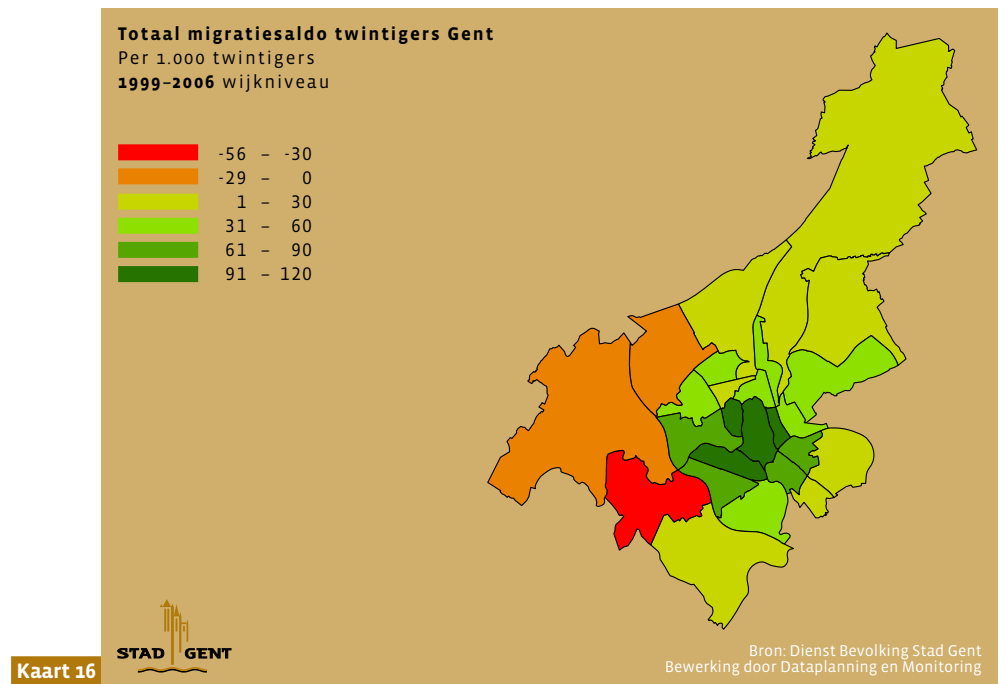 Totaal migratiesaldo twintigers Gent
Per 1.000 twintigers
1999–2006 wijkniveau
-56 – -30
-29 – 0
1 – 30
31 – 60
61 – 90
91 – 120
STAD GENT
Kaart 16
Bron: Dienst Bevolking Stad Gent
Bewerking door Dataplanning en Monitoring